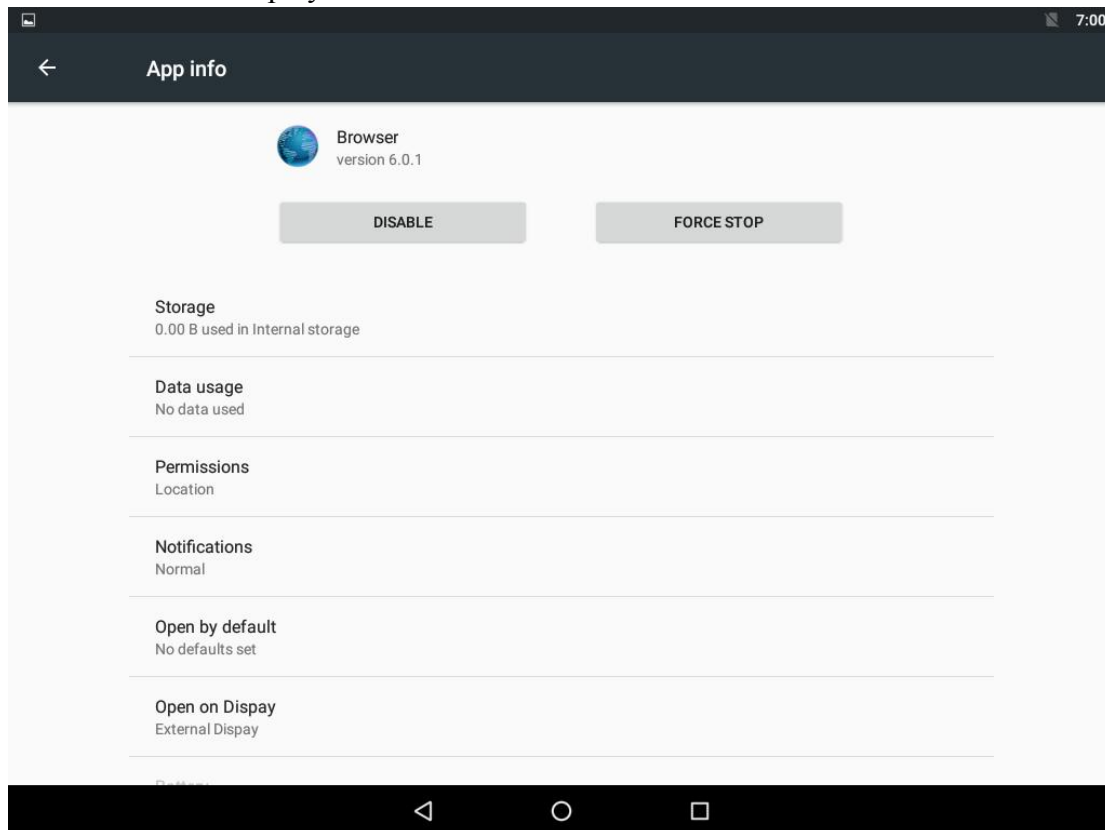 7:00
App info
Browser
version 6.0.1
DISABLE
FORCE STOP
Storage
0.00 B used in Internal storage
Data usage
No data used
Permissions
Location
Notifications
Normal
Open by default
No defaults set
Open on Dispay
External Dispay